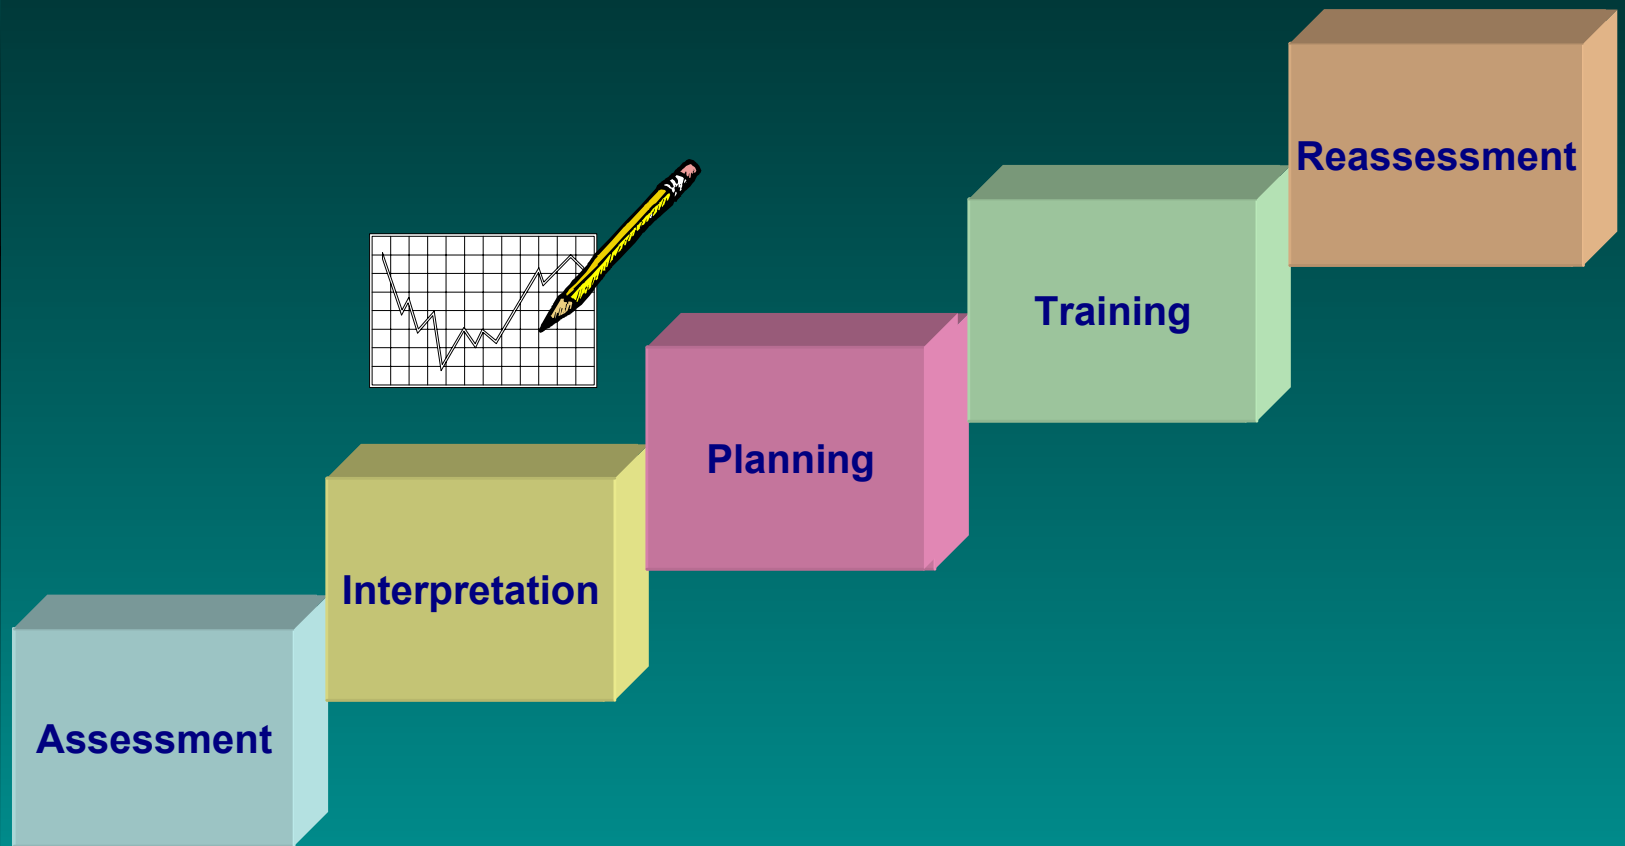 Assessment
Interpretation
Planning
Training
Reassessment